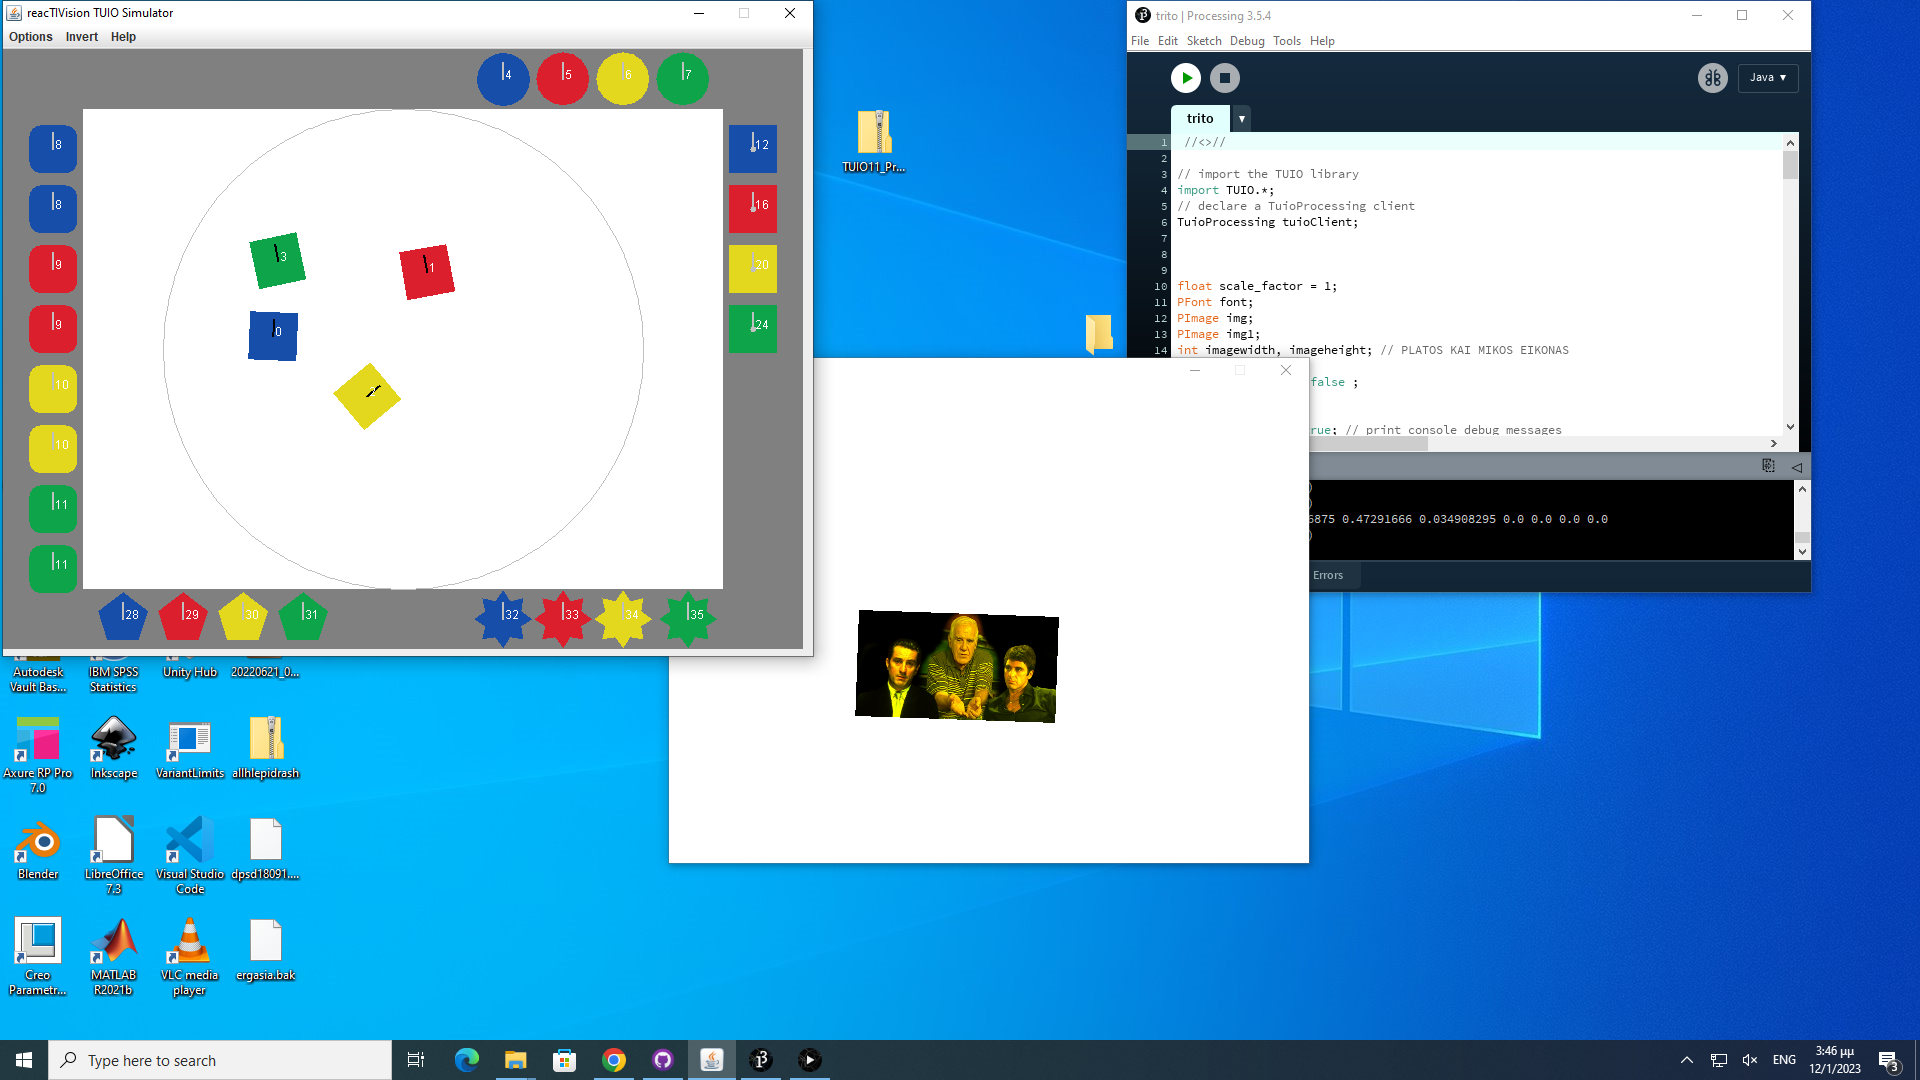 reacTIVision TUIO Simulator
Options Invert Help
4 5 6 7
8 12
8 16
9 20
9 24
10
10
11
11
3 1
0
28 29 30 31 32 33 34 35
TUIO11_Pr...
trito | Processing 3.5.4
File Edit Sketch Debug Tools Help
Java
trito
1 //<>//
2
3 // import the TUIO library
4 import TUIO.*;
5 // declare a TuioProcessing client
6 TuioProcessing tuioClient;
7
8
9
10 float scale_factor = 1;
11 PFont font;
12 PImage img;
13 PImage img1;
14 int imagewidth, imageheight; // PLATOS KAI MIKOS EIKONAS
false ;
rue; // print console debug messages
)
)
6875 0.47291666 0.034908295 0.0 0.0 0.0 0.0
)
Errors
Autodesk Vault Bas...
IBM SPSS Statistics
Unity Hub
20220621_0...
Axure RP Pro 7.0
Inkscape
VariantLimits
allhlepidrash
Blender
LibreOffice 7.3
Visual Studio Code
dpsd18091....
Creo Parametr...
MATLAB R2021b
VLC media player
ergasia.bak
Type here to search
ENG
3:46 μμ
12/1/2023
3